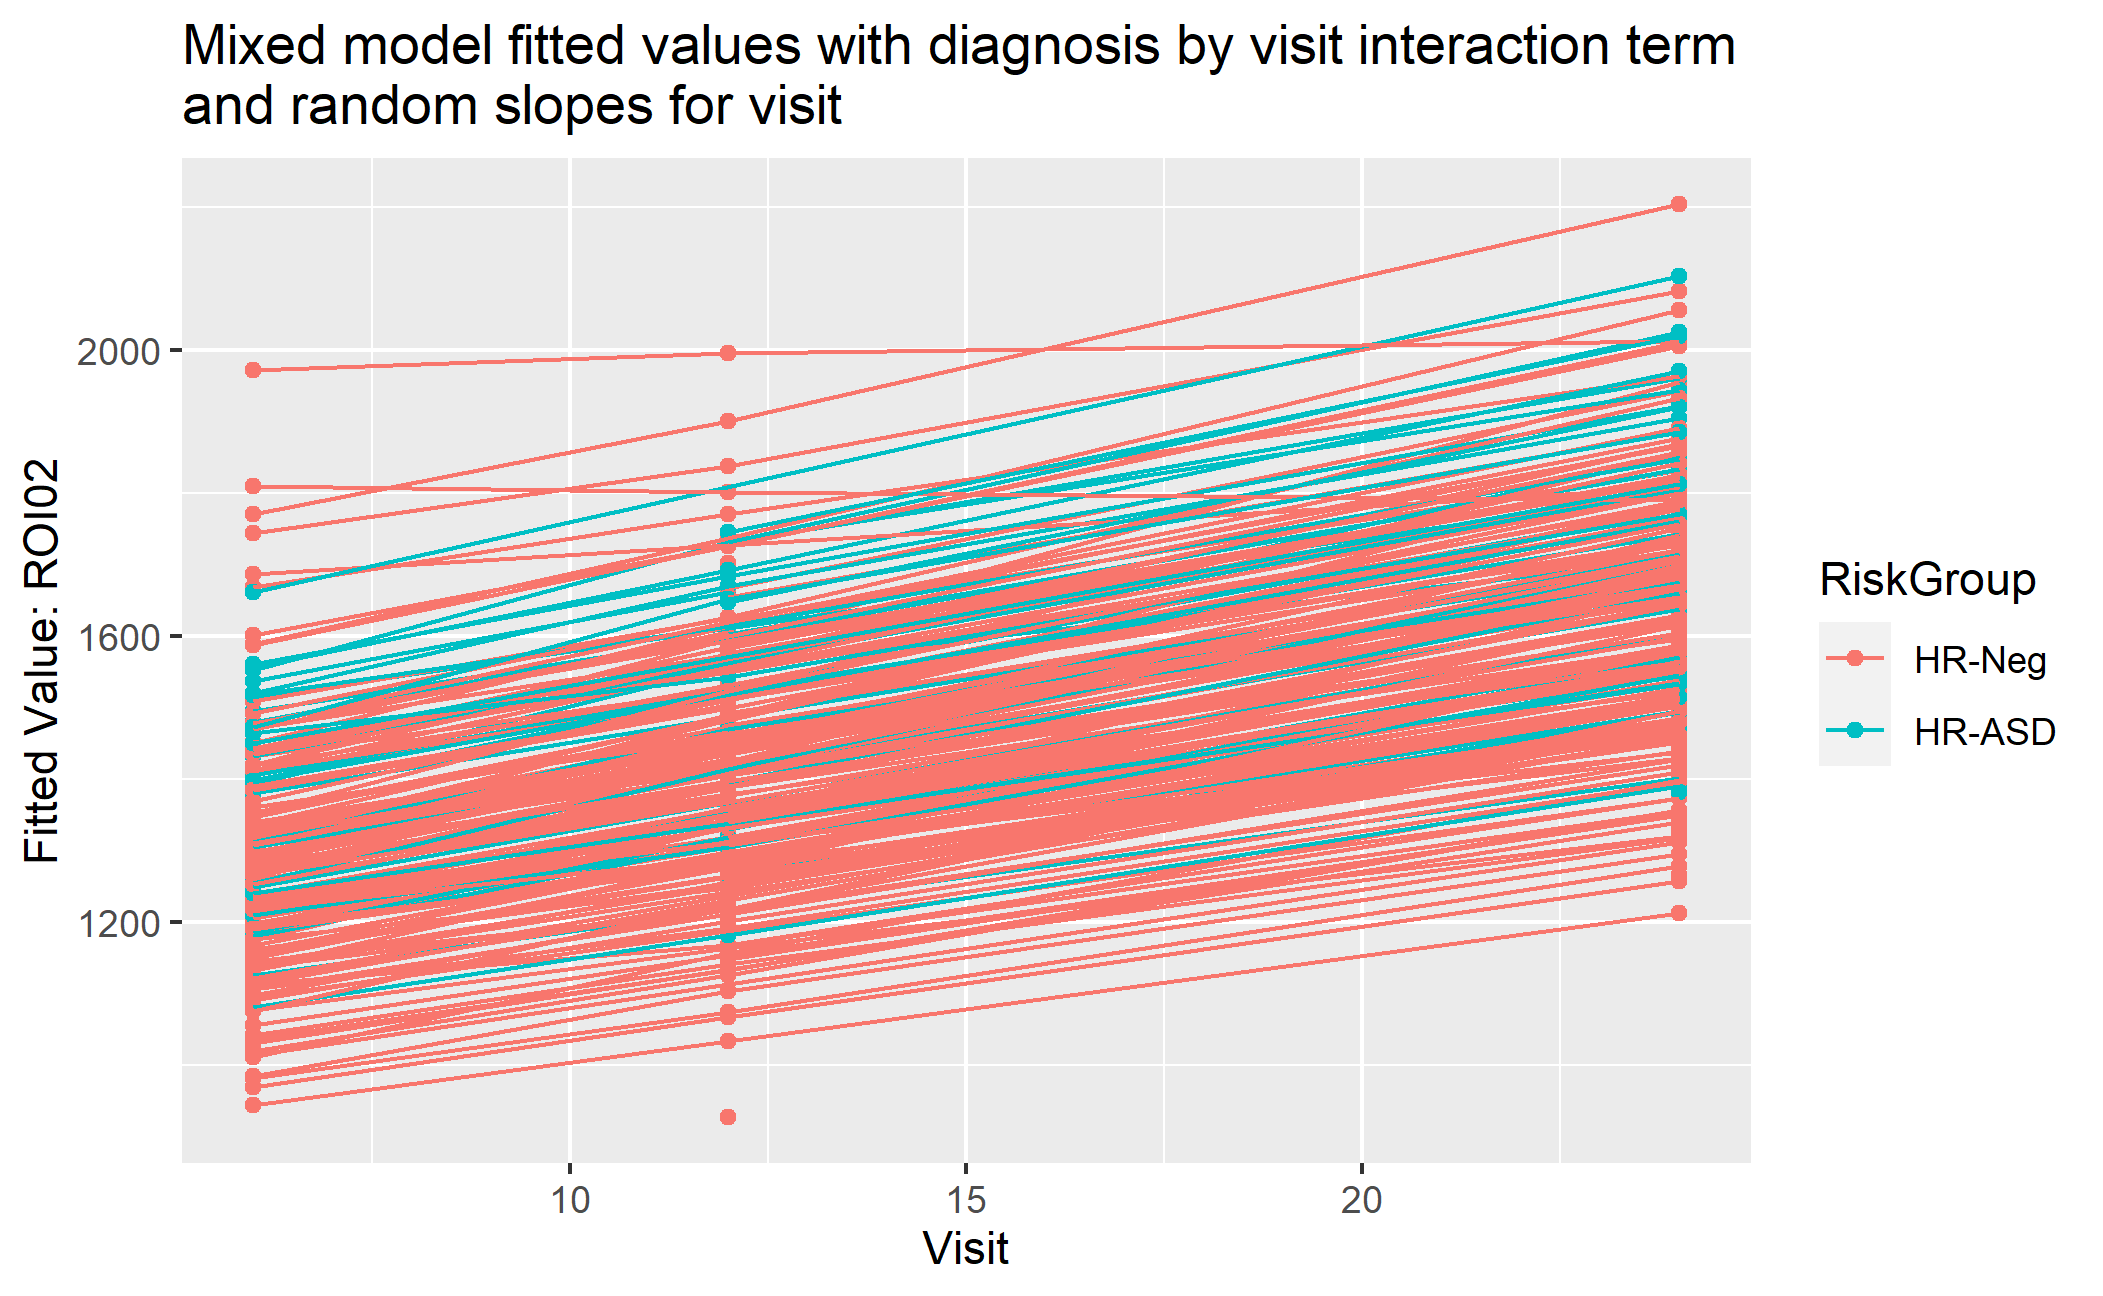 Mixed model fitted values with diagnosis by visit interaction term
and random slopes for visit
Fitted Value: ROI02
2000
1600
1200
10
15
20
Visit
RiskGroup
HR-Neg
HR-ASD